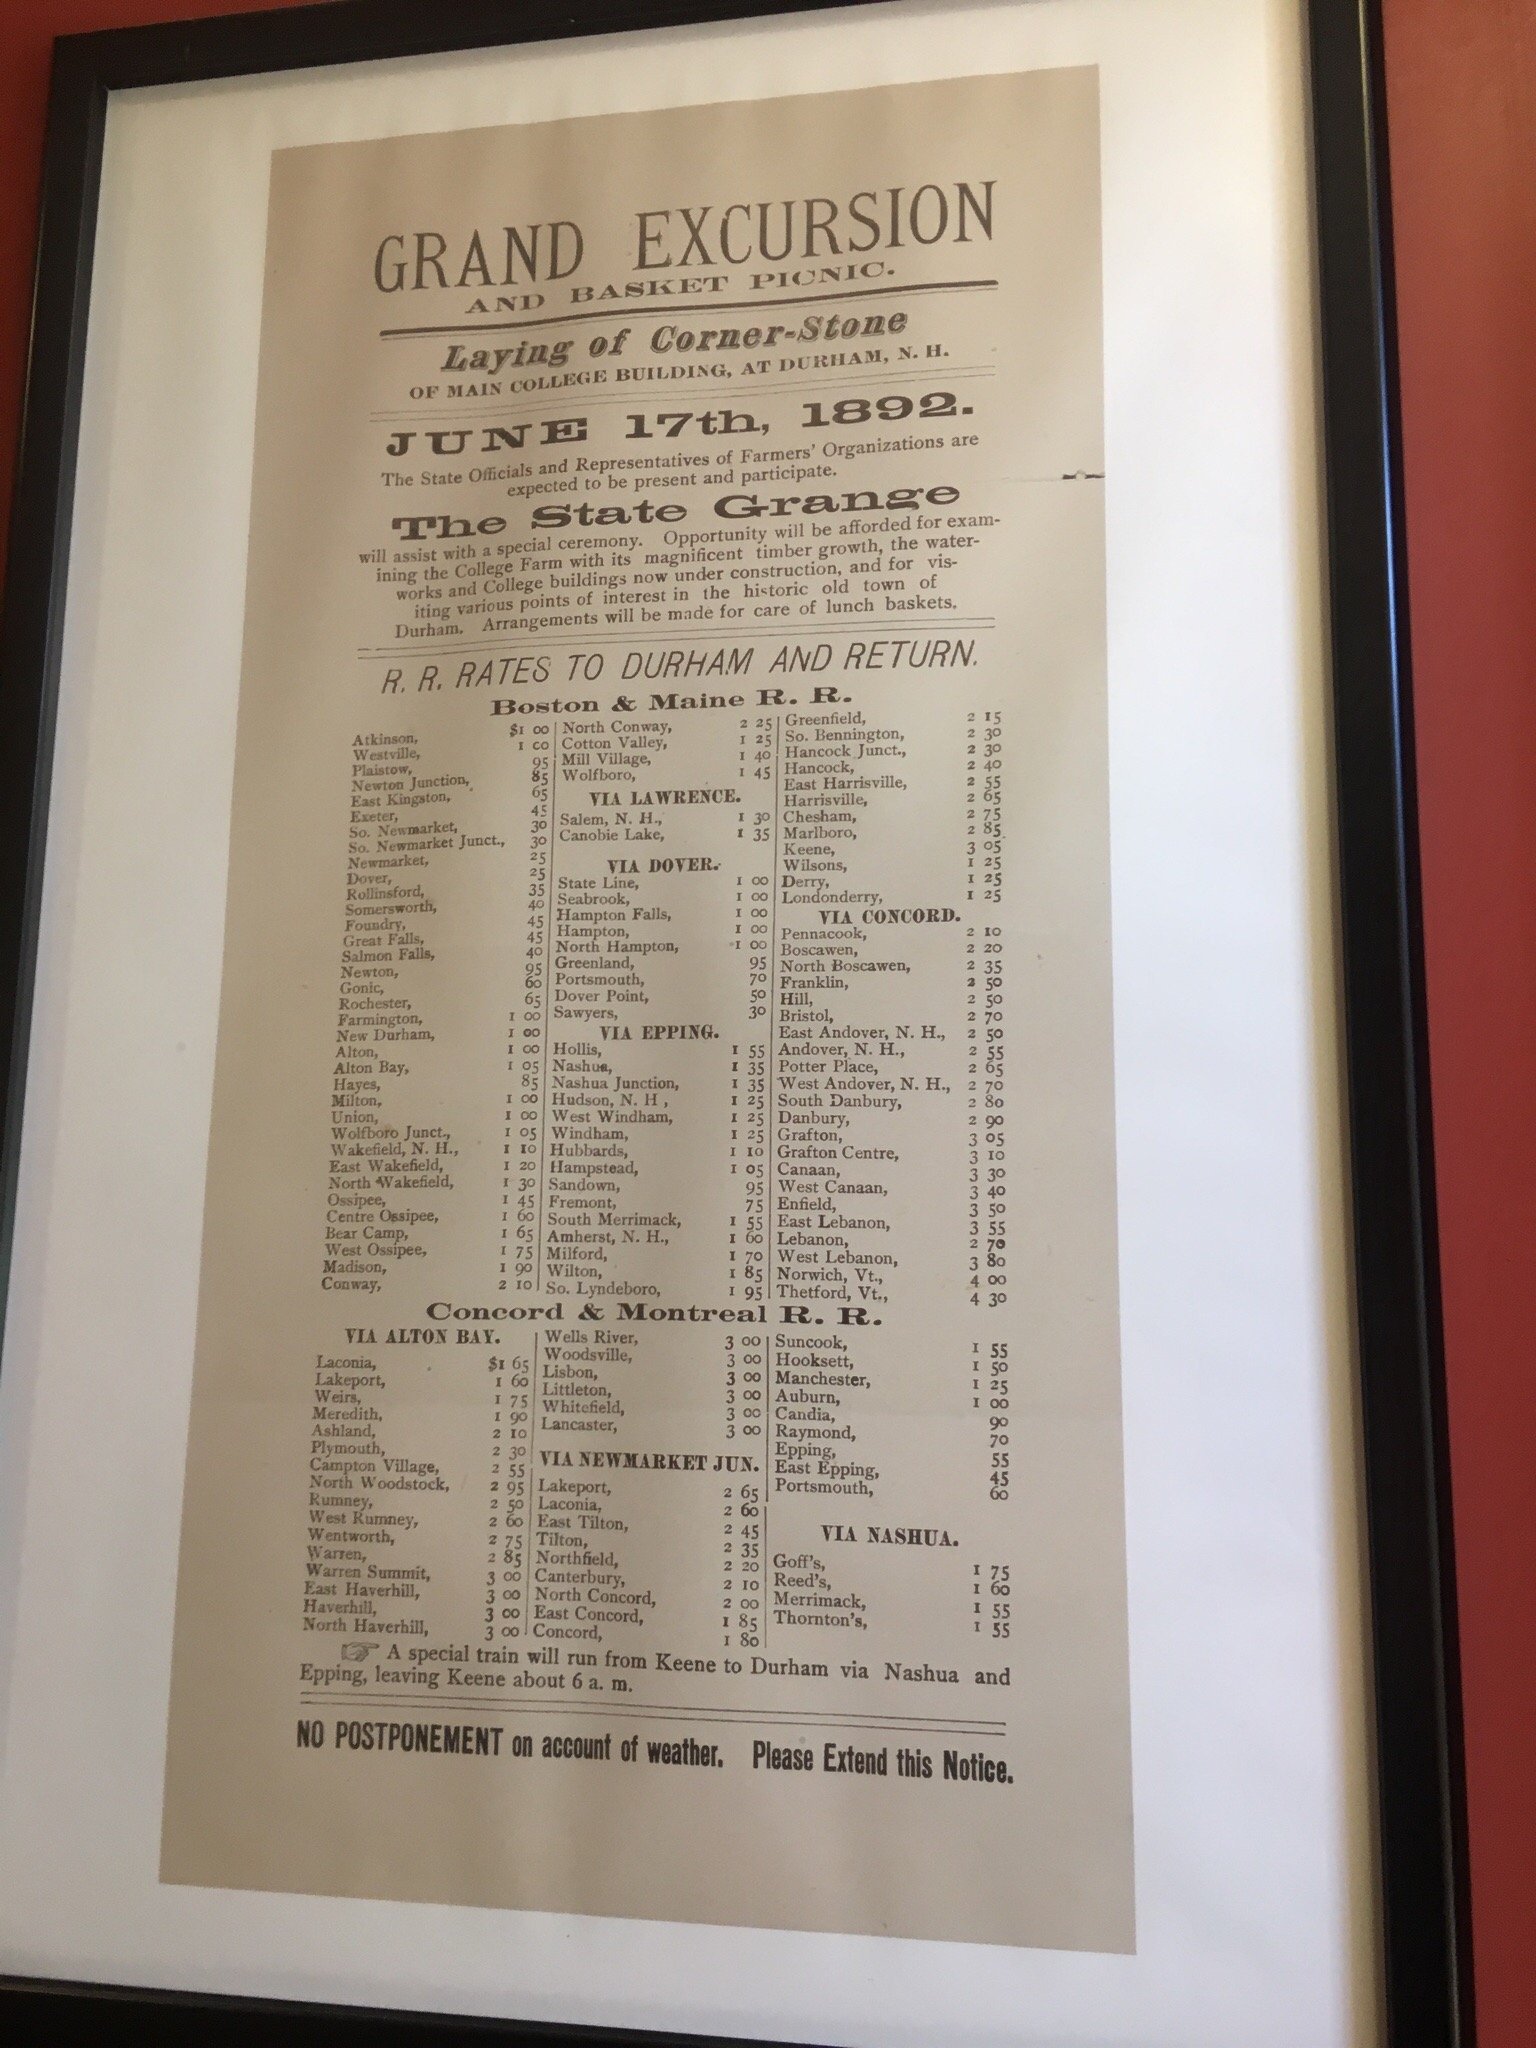 GRAND EXCURSION
AND BASKET PICNIC.
Laying of Corner-Stone
OF MAIN COLLEGE BUILDING, AT DURHAM, N. H.
JUNE 17th, 1892.
The State Officials and Representatives of Farmers' Organizations are
expected to be present and participate.
The State Grange
will assist with a special ceremony. Opportunity will be afforded for exam-
ining the College Farm with its magnificent timber growth, the water-
works and College buildings now under construction, and for vis-
iting various points of interest in the historic old town of
Durham. Arrangements will be made for care of lunch baskets.
R. R. RATES TO DURHAM AND RETURN.
Boston & Maine R. R.
Atkinson, $1 00
Westville, 1 00
Plaistow, 95
Newton Junction, 85
East Kingston, 65
Exeter, 45
So. Newmarket, 30
So. Newmarket Junct., 30
Newmarket, 25
Dover, 25
Rollinsford, 35
Somersworth, 40
Foundry, 45
Great Falls, 45
Salmon Falls, 40
Newton, 95
Gonic, 60
Rochester, 65
Farmington, 1 00
New Durham, 1 00
Alton, 1 00
Alton Bay, 1 05
Hayes, 85
Milton, 1 00
Union, 1 00
Wolfboro Junct., 1 05
Wakefield, N. H., 1 10
East Wakefield, 1 20
North Wakefield, 1 30
Ossipee, 1 45
Centre Ossipee, 1 60
Bear Camp, 1 65
West Ossipee, 1 75
Madison, 1 90
Conway, 2 10
North Conway, 2 25
Cotton Valley, 1 25
Mill Village, 1 40
Wolfboro, 1 45
VIA LAWRENCE.
Salem, N. H., 1 30
Canobie Lake, 1 35
VIA DOVER.
State Line, 1 00
Seabrook, 1 00
Hampton Falls, 1 00
Hampton, 1 00
North Hampton, 1 00
Greenland, 95
Portsmouth, 70
Dover Point, 50
Sawyers, 30
VIA EPPING.
Hollis, 1 55
Nashua, 1 35
Nashua Junction, 1 35
Hudson, N. H , 1 25
West Windham, 1 25
Windham, 1 25
Hubbards, 1 10
Hampstead, 1 05
Sandown, 95
Fremont, 75
South Merrimack, 1 55
Amherst, N. H., 1 60
Milford, 1 70
Wilton, 1 85
So. Lyndeboro, 1 95
Greenfield, 2 15
So. Bennington, 2 30
Hancock Junct., 2 30
Hancock, 2 40
East Harrisville, 2 55
Harrisville, 2 65
Chesham, 2 75
Marlboro, 2 85
Keene, 3 05
Wilsons, 1 25
Derry, 1 25
Londonderry, 1 25
VIA CONCORD.
Pennacook, 2 10
Boscawen, 2 20
North Boscawen, 2 35
Franklin, 2 50
Hill, 2 50
Bristol, 2 70
East Andover, N. H., 2 50
Andover, N. H., 2 55
Potter Place, 2 65
West Andover, N. H., 2 70
South Danbury, 2 80
Danbury, 2 90
Grafton, 3 05
Grafton Centre, 3 10
Canaan, 3 30
West Canaan, 3 40
Enfield, 3 50
East Lebanon, 3 55
Lebanon, 2 70
West Lebanon, 3 80
Norwich, Vt., 4 00
Thetford, Vt., 4 30
Concord & Montreal R. R.
VIA ALTON BAY.
Laconia, $1 65
Lakeport, 1 60
Weirs, 1 75
Meredith, 1 90
Ashland, 2 10
Plymouth, 2 30
Campton Village, 2 55
North Woodstock, 2 95
Rumney, 2 50
West Rumney, 2 60
Wentworth, 2 75
Warren, 2 85
Warren Summit, 3 00
East Haverhill, 3 00
Haverhill, 3 00
North Haverhill, 3 00
Wells River, 3 00
Woodsville, 3 00
Lisbon, 3 00
Littleton, 3 00
Whitefield, 3 00
Lancaster, 3 00
VIA NEWMARKET JUN.
Lakeport, 2 65
Laconia, 2 60
East Tilton, 2 45
Tilton, 2 35
Northfield, 2 20
Canterbury, 2 10
North Concord, 2 00
East Concord, 1 85
Concord, 1 80
Suncook, 1 55
Hooksett, 1 50
Manchester, 1 25
Auburn, 1 00
Candia, 90
Raymond, 70
Epping, 55
East Epping, 45
Portsmouth, 60
VIA NASHUA.
Goff's, 1 75
Reed's, 1 60
Merrimack, 1 55
Thornton's, 1 55
☞ A special train will run from Keene to Durham via Nashua and
Epping, leaving Keene about 6 a. m.
NO POSTPONEMENT on account of weather. Please Extend this Notice.